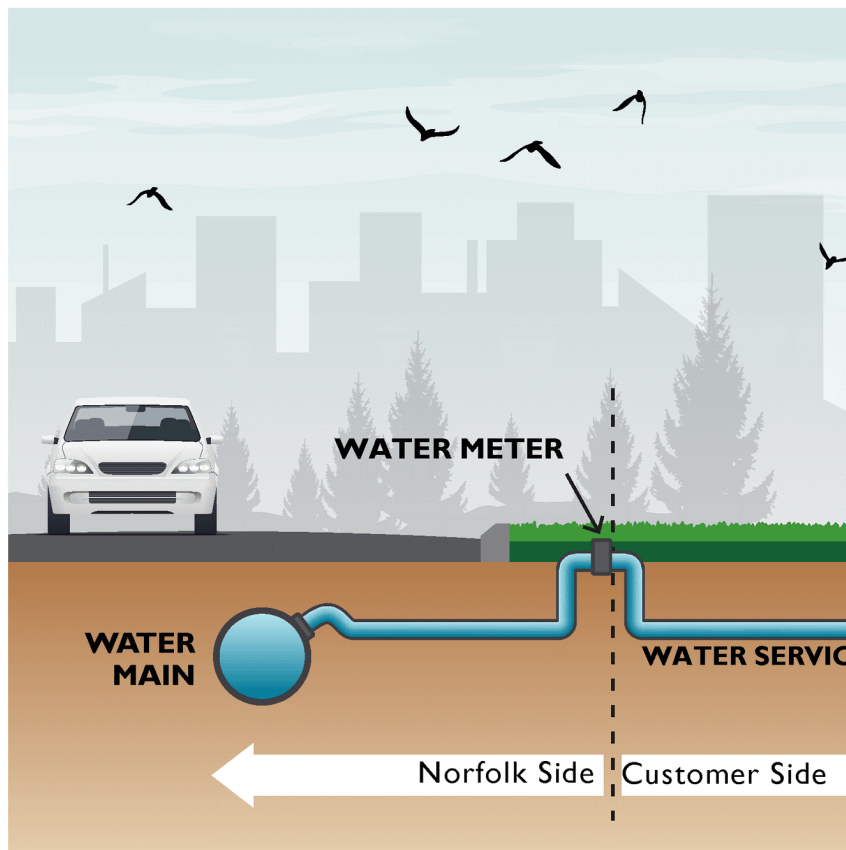 WATER METER
WATER
MAIN
WATER SERVIC
Norfolk Side
Customer Side